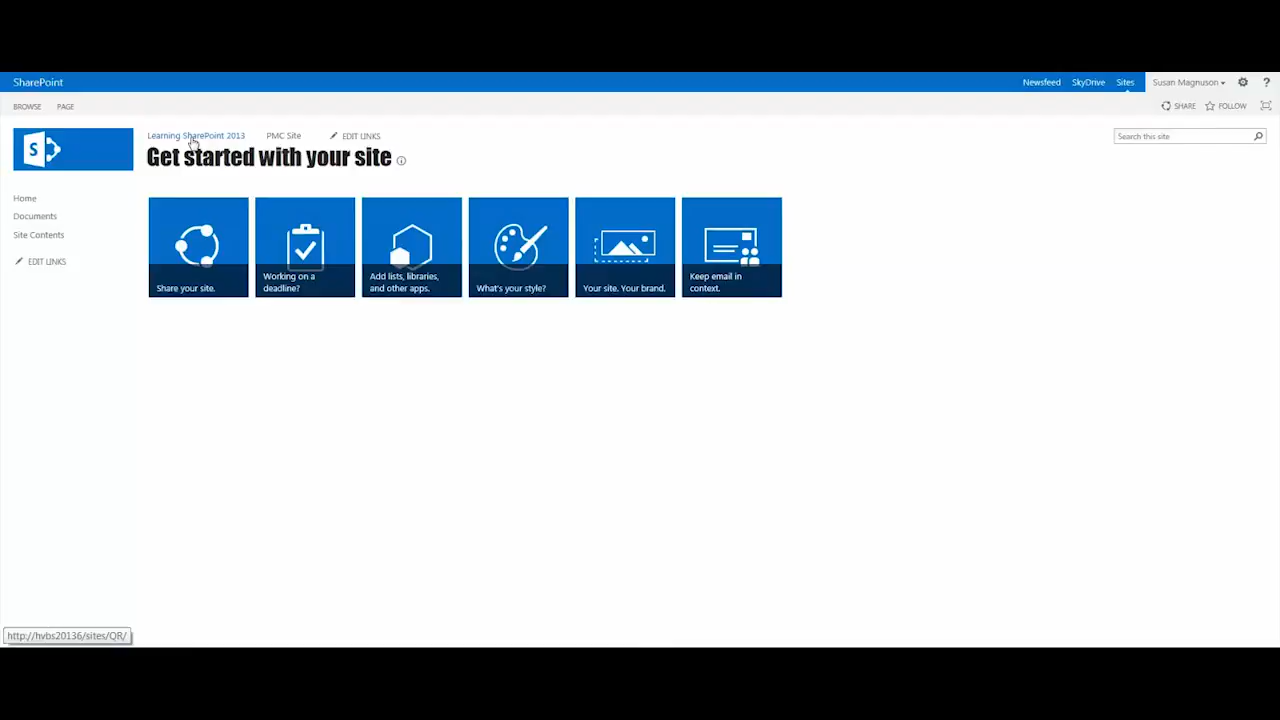 SharePoint
Newsfeed SkyDrive Sites Susan Magnuson ?
BROWSE PAGE
SHARE FOLLOW
S
Learning SharePoint 2013 PMC Site EDIT LINKS
Search this site
Get started with your site
Home
Documents
Site Contents
EDIT LINKS
Share your site.
Working on a
deadline?
Add lists, libraries,
and other apps.
What's your style?
Your site. Your brand.
Keep email in
context.
http://hvbs20136/sites/QR/